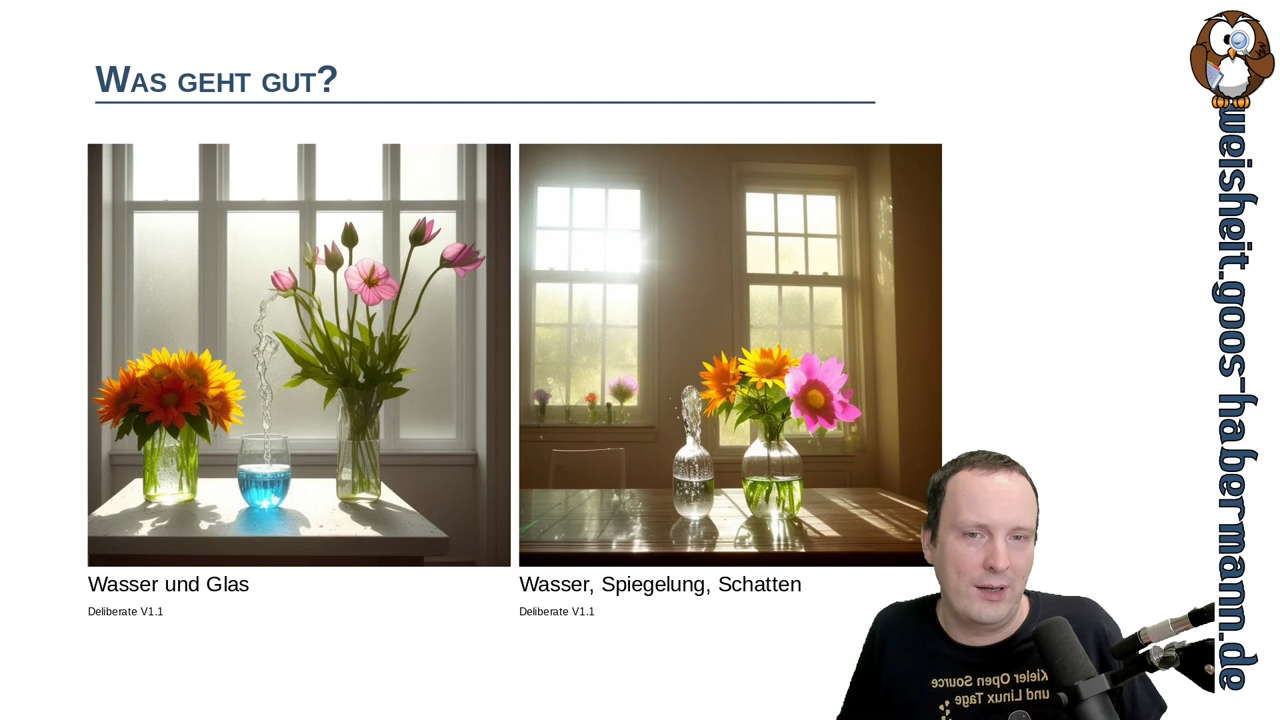 Was geht gut?
Wasser und Glas
Deliberate V1.1
Wasser, Spiegelung, Schatten
Deliberate V1.1
weisheit.goos-habermann.de
Kieler Open Source
und Linux Tage